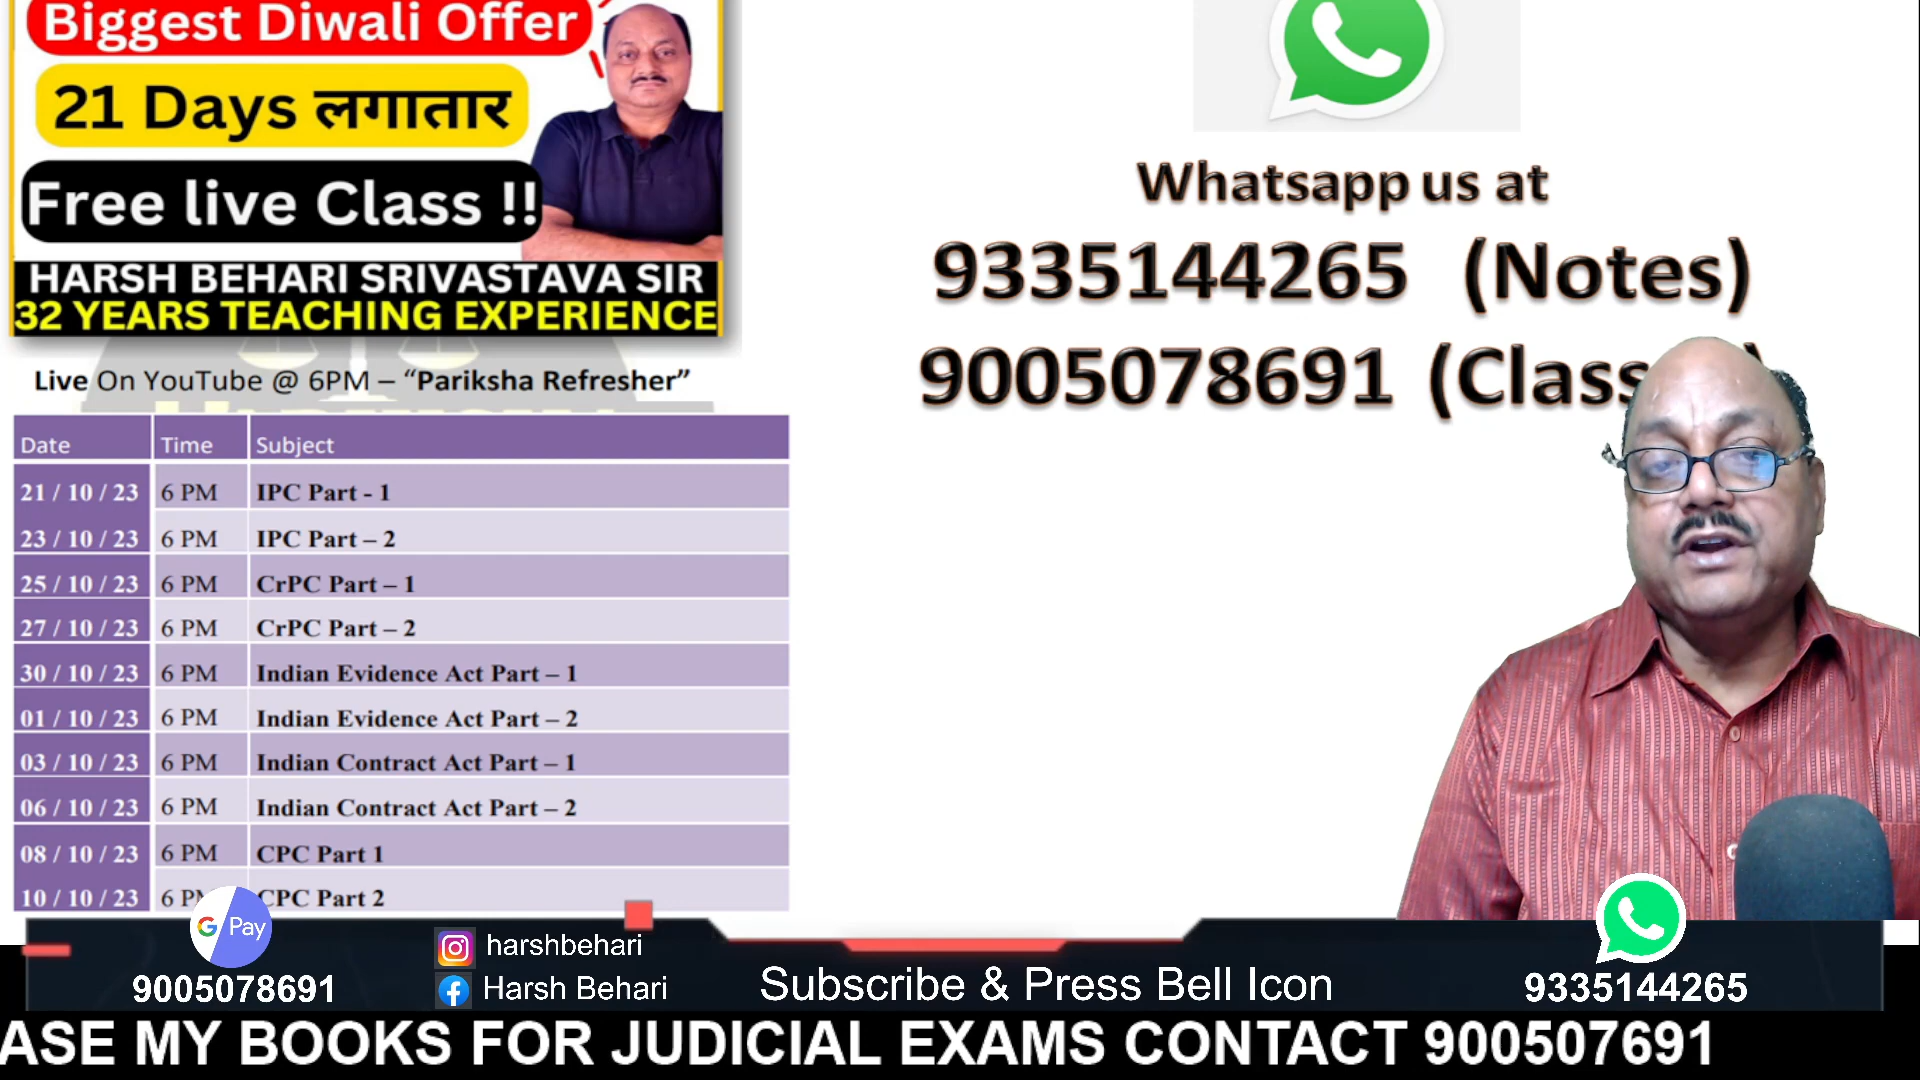 Biggest Diwali Offer
21 Days लगातार
Free live Class !!
HARSH BEHARI SRIVASTAVA SIR
32 YEARS TEACHING EXPERIENCE
Live On YouTube @ 6PM – “Pariksha Refresher”
Date Time Subject
21 / 10 / 23 6 PM IPC Part - 1
23 / 10 / 23 6 PM IPC Part – 2
25 / 10 / 23 6 PM CrPC Part – 1
27 / 10 / 23 6 PM CrPC Part – 2
30 / 10 / 23 6 PM Indian Evidence Act Part – 1
01 / 10 / 23 6 PM Indian Evidence Act Part – 2
03 / 10 / 23 6 PM Indian Contract Act Part – 1
06 / 10 / 23 6 PM Indian Contract Act Part – 2
08 / 10 / 23 6 PM CPC Part 1
10 / 10 / 23 6 PM CPC Part 2
Whatsapp us at
9335144265 (Notes)
9005078691 (Class
G Pay
9005078691
harshbehari
Harsh Behari
Subscribe & Press Bell Icon
9335144265
ASE MY BOOKS FOR JUDICIAL EXAMS CONTACT 900507691